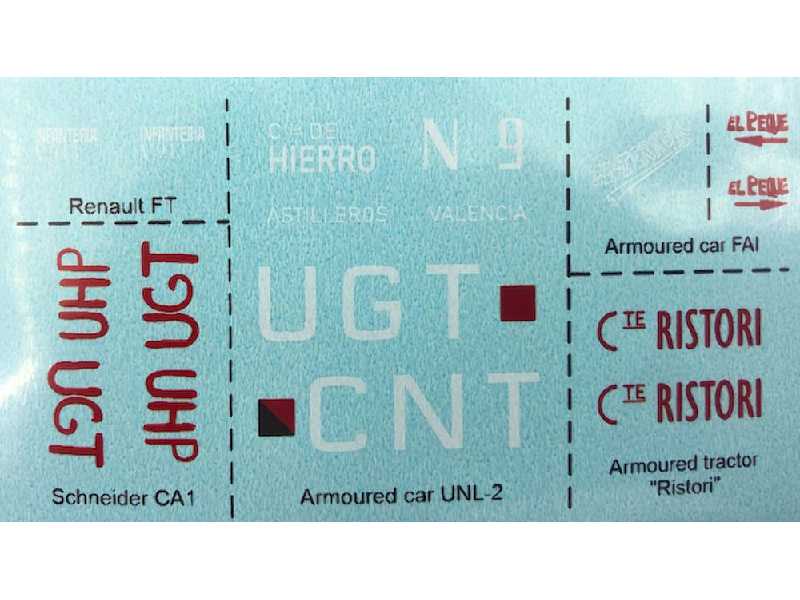 INFANTERIA INFANTERIA
Renault FT
UGT UHP
UHP UGT
Schneider CA1
Cᴵᴬ DE
HIERRO
N 9
ASTILLEROS VALENCIA
UGT
CNT
Armoured car UNL-2
EL PEQUE
EL PEQUE
Armoured car FAI
Cᵀᴱ RISTORI
Cᵀᴱ RISTORI
Armoured tractor
"Ristori"